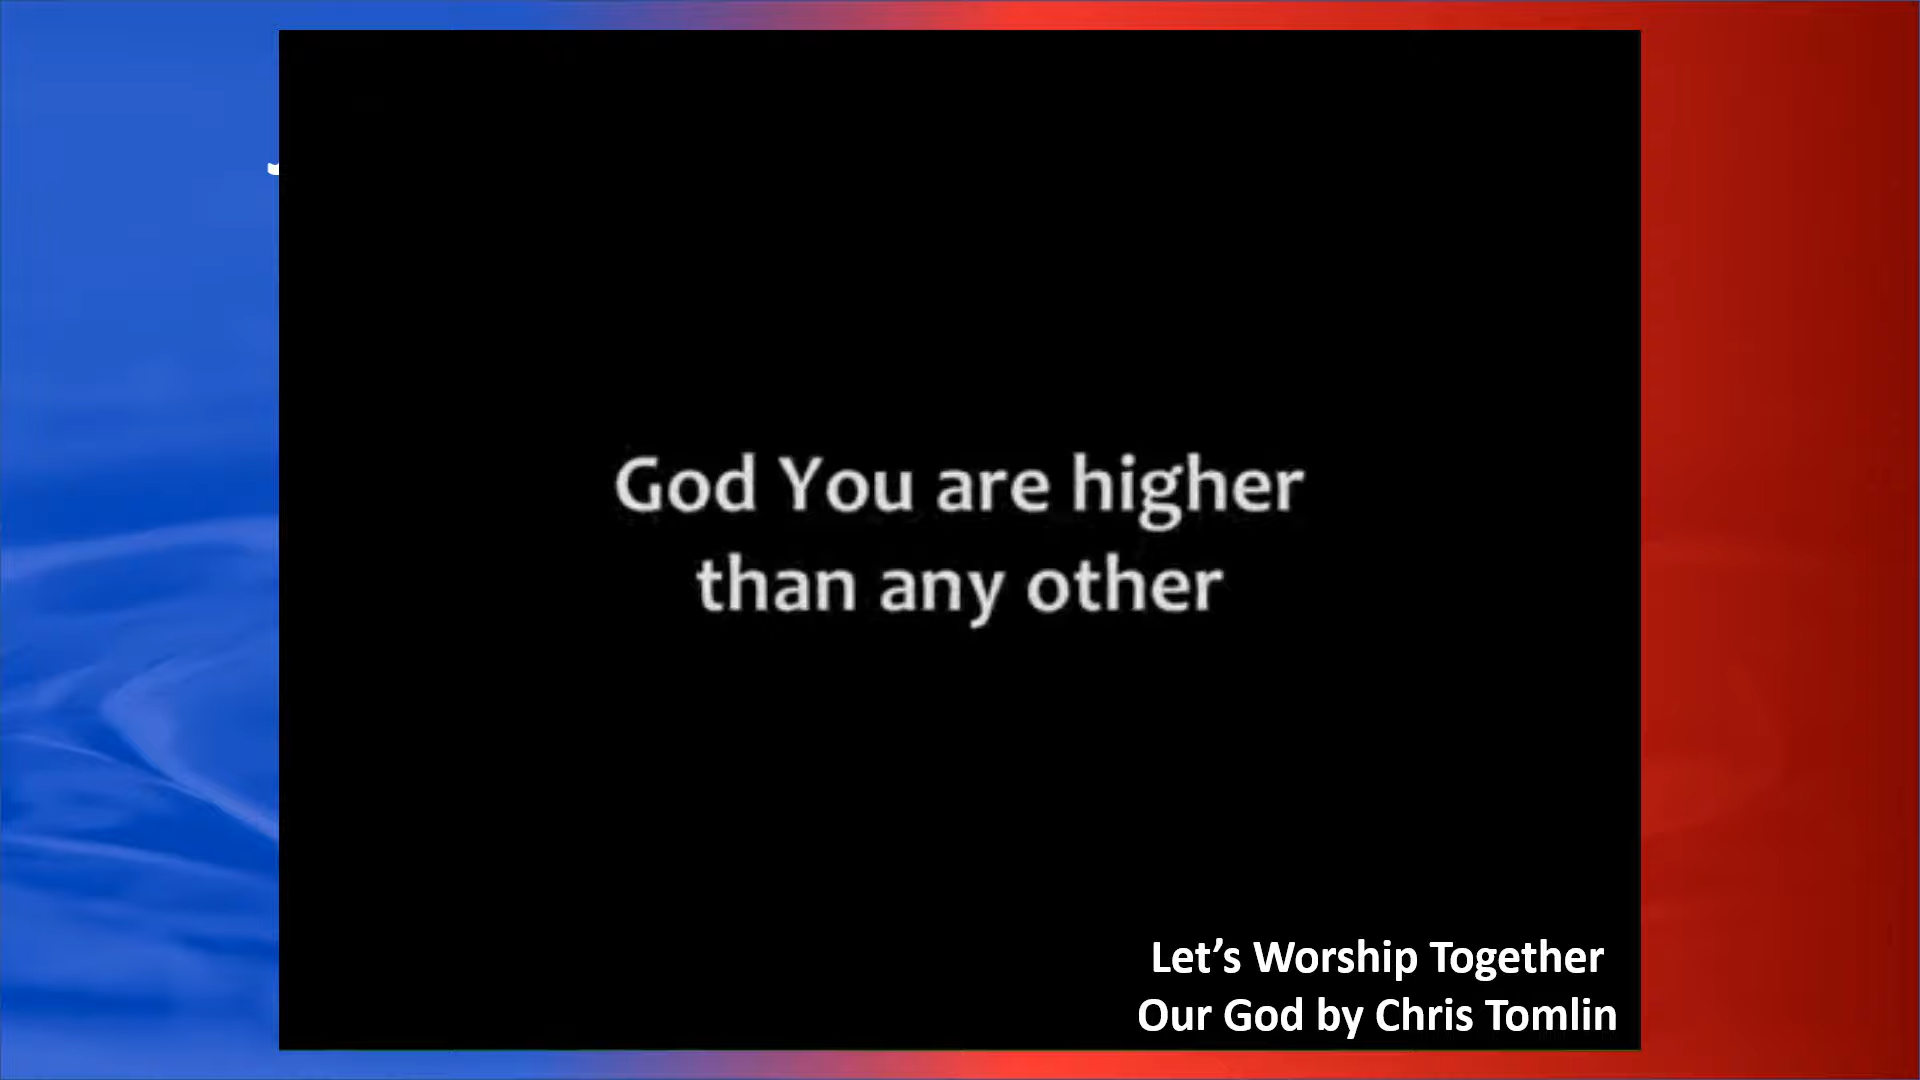 God You are higher
than any other
Let's Worship Together
Our God by Chris Tomlin